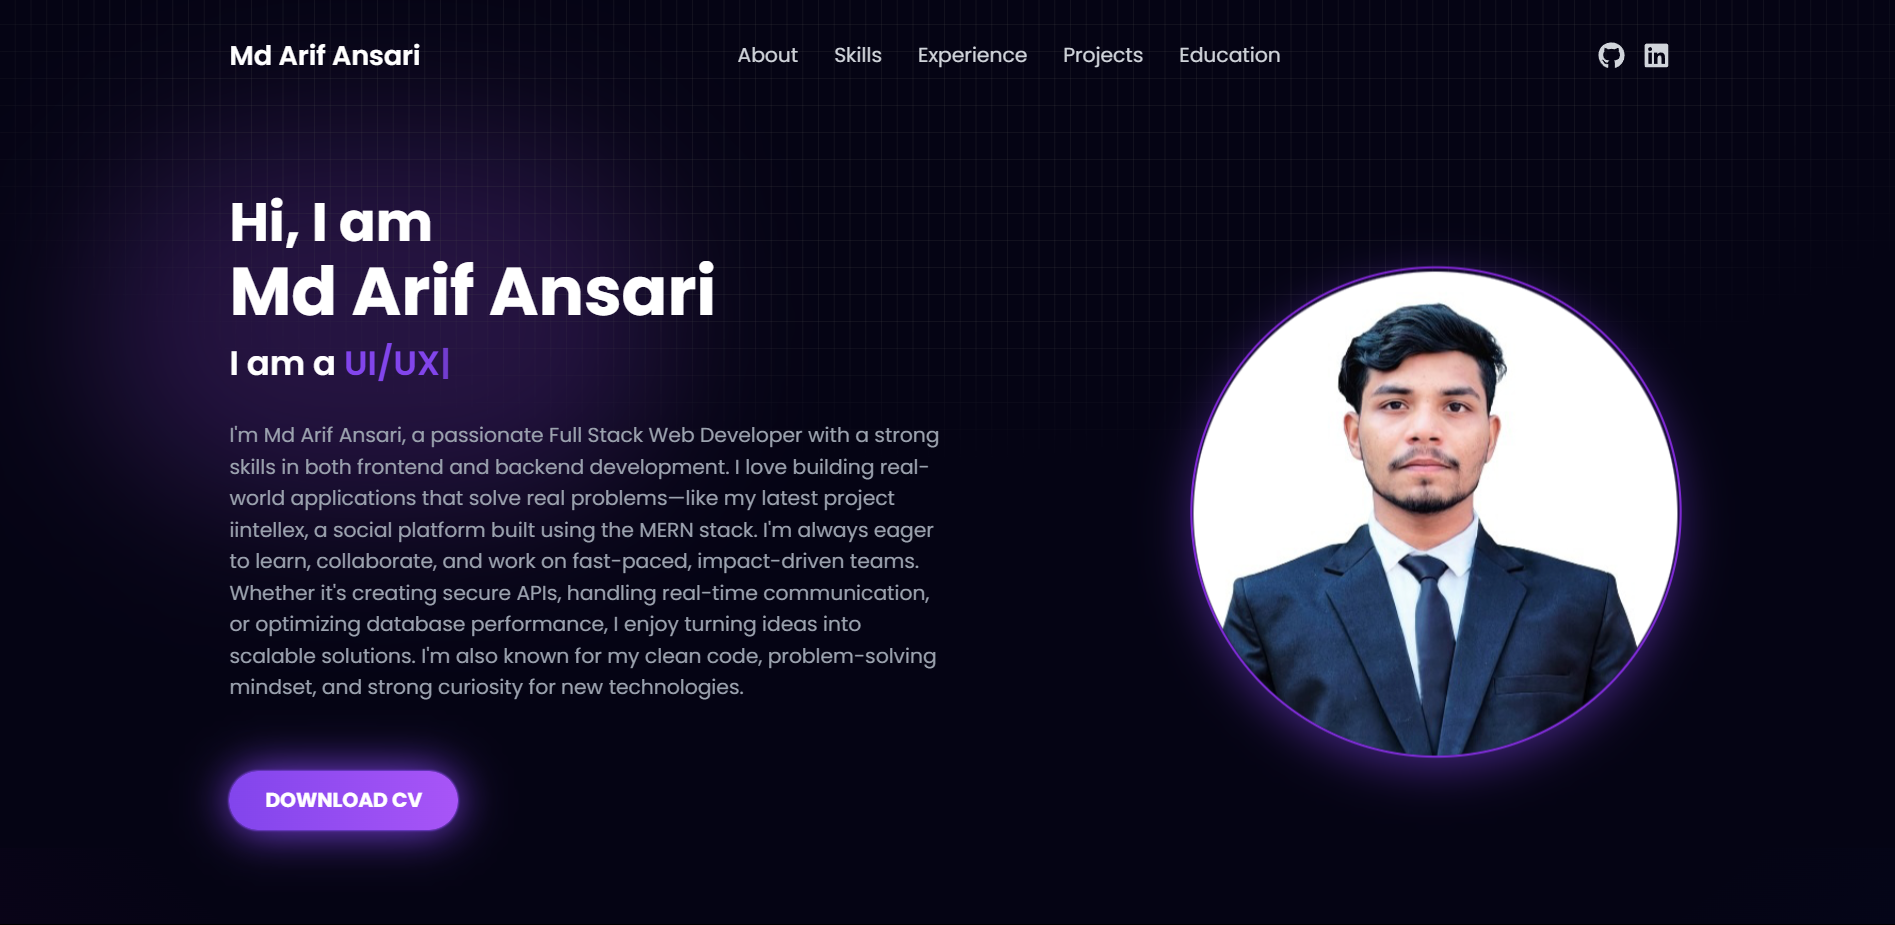 Md Arif Ansari
About Skills Experience Projects Education
Hi, I am
Md Arif Ansari
I am a UI/UX|
I'm Md Arif Ansari, a passionate Full Stack Web Developer with a strong
skills in both frontend and backend development. I love building real-
world applications that solve real problems—like my latest project
iintellex, a social platform built using the MERN stack. I'm always eager
to learn, collaborate, and work on fast-paced, impact-driven teams.
Whether it's creating secure APIs, handling real-time communication,
or optimizing database performance, I enjoy turning ideas into
scalable solutions. I'm also known for my clean code, problem-solving
mindset, and strong curiosity for new technologies.
DOWNLOAD CV